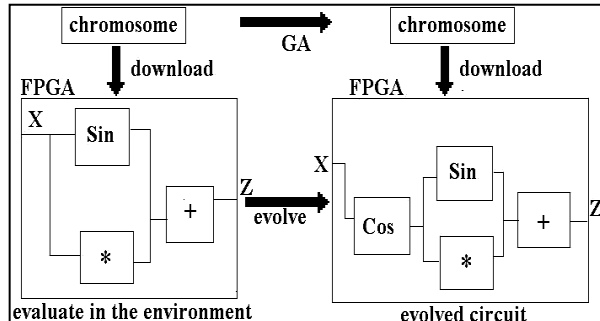 chromosome
GA
chromosome
download
download
FPGA
FPGA
X
Sin
+
*
Z
evolve
X
Cos
Sin
*
+
Z
evaluate in the environment
evolved circuit